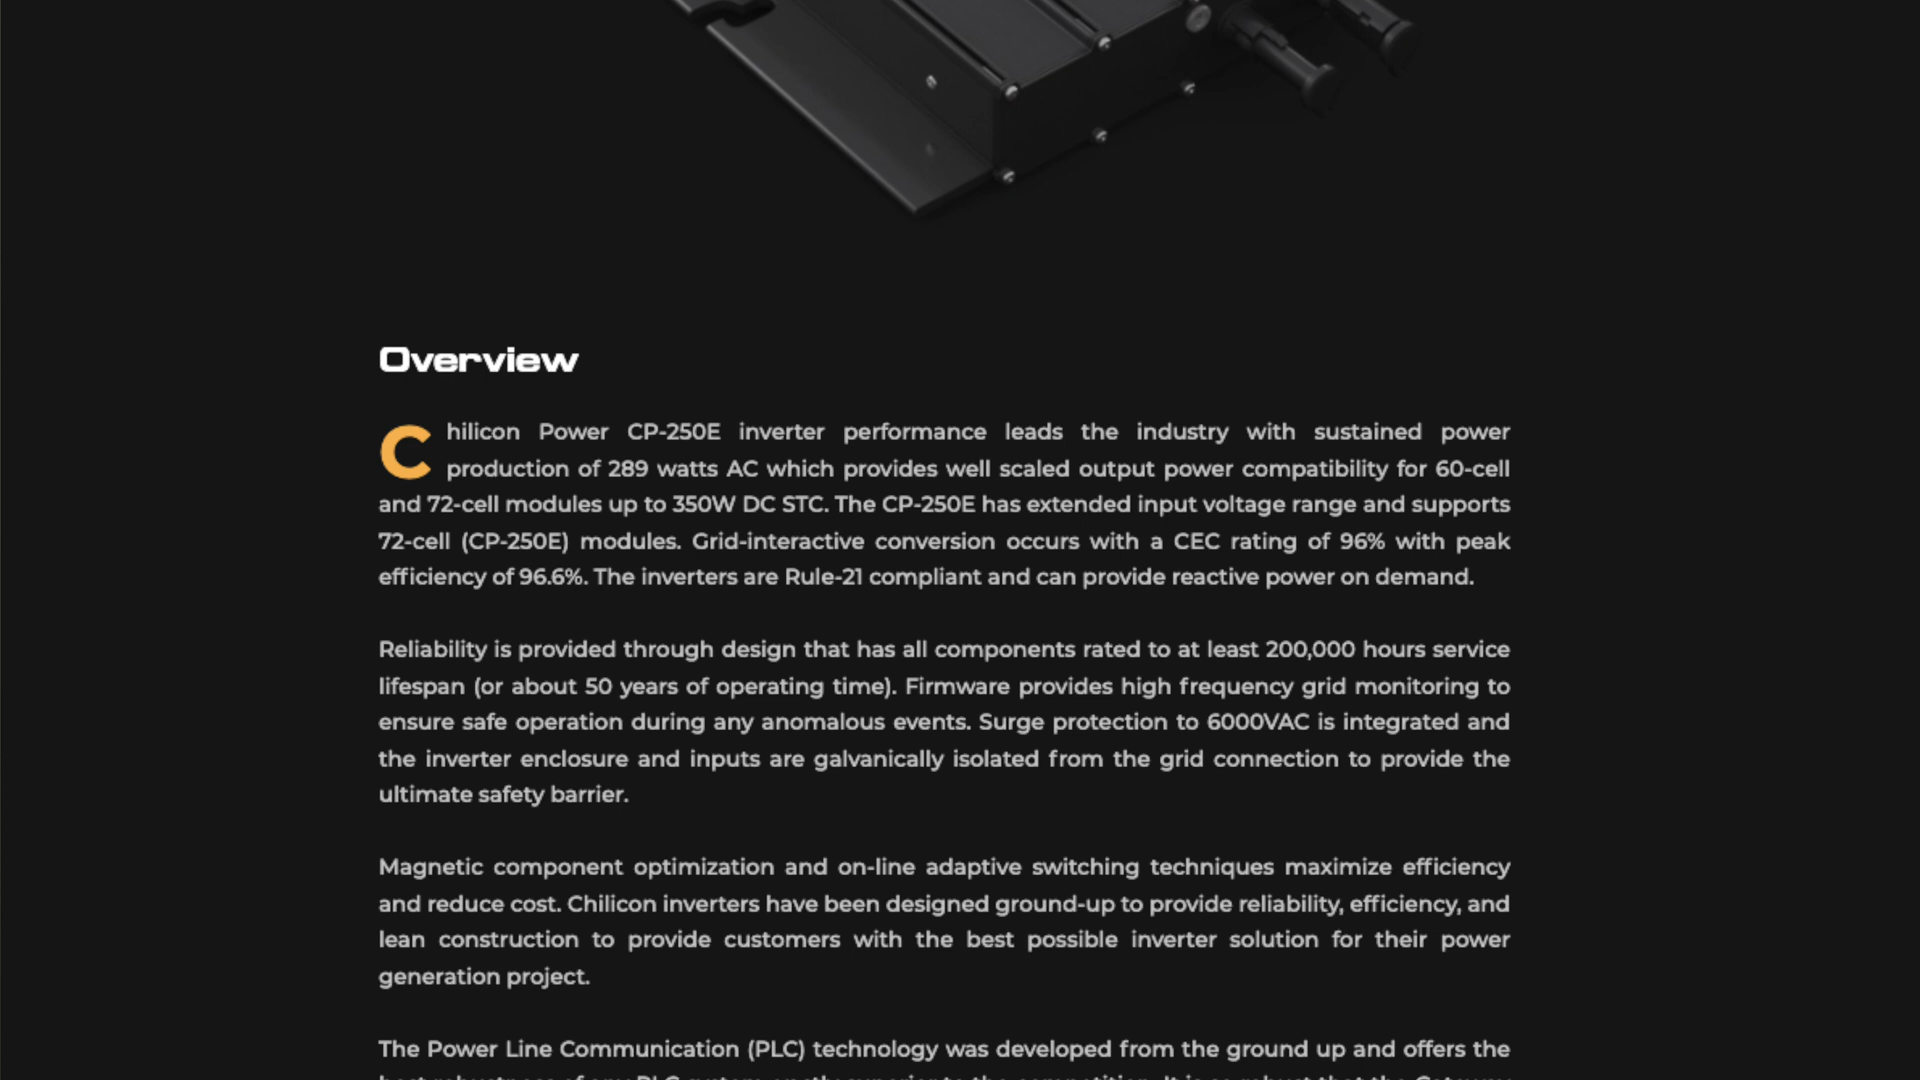 Overview
Chilicon Power CP-250E inverter performance leads the industry with sustained power
production of 289 watts AC which provides well scaled output power compatibility for 60-cell
and 72-cell modules up to 350W DC STC. The CP-250E has extended input voltage range and supports
72-cell (CP-250E) modules. Grid-interactive conversion occurs with a CEC rating of 96% with peak
efficiency of 96.6%. The inverters are Rule-21 compliant and can provide reactive power on demand.
Reliability is provided through design that has all components rated to at least 200,000 hours service
lifespan (or about 50 years of operating time). Firmware provides high frequency grid monitoring to
ensure safe operation during any anomalous events. Surge protection to 6000VAC is integrated and
the inverter enclosure and inputs are galvanically isolated from the grid connection to provide the
ultimate safety barrier.
Magnetic component optimization and on-line adaptive switching techniques maximize efficiency
and reduce cost. Chilicon inverters have been designed ground-up to provide reliability, efficiency, and
lean construction to provide customers with the best possible inverter solution for their power
generation project.
The Power Line Communication (PLC) technology was developed from the ground up and offers the